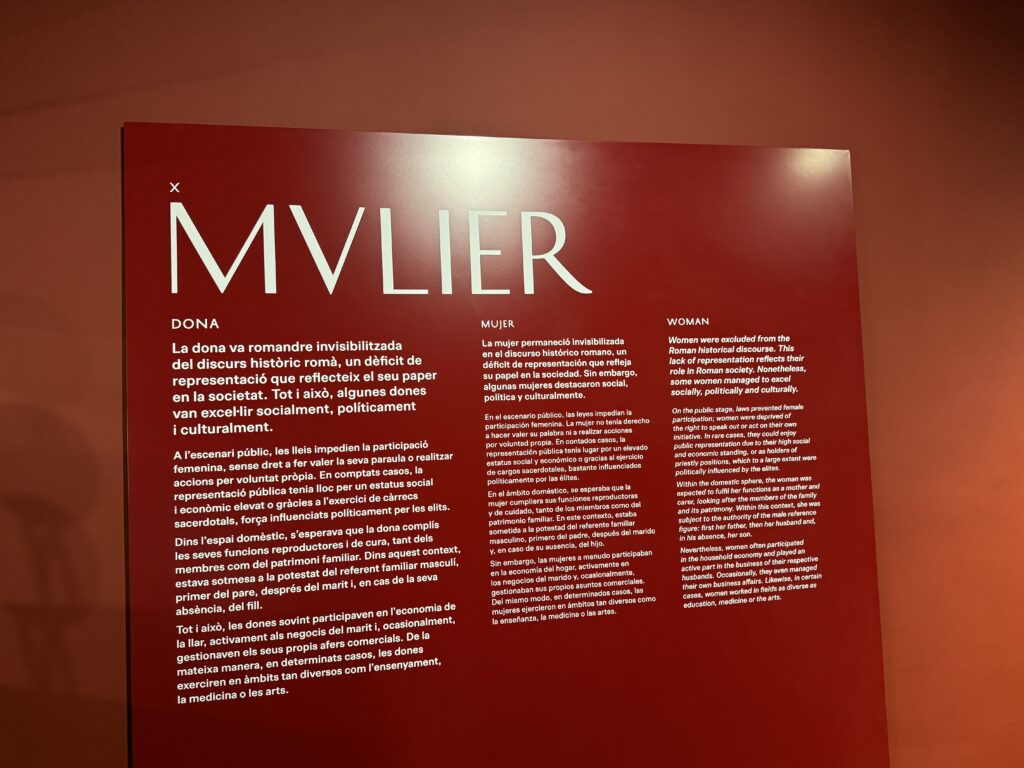 x
MVLIER
DONA
La dona va romandre invisibilitzada
del discurs històric romà, un dèficit de
representació que reflecteix el seu paper
en la societat. Tot i això, algunes dones
van excel·lir socialment, políticament
i culturalment.
A l'escenari públic, les lleis impedien la participació
femenina, sense dret a fer valer la seva paraula o realitzar
accions per voluntat pròpia. En comptats casos, la
representació pública tenia lloc per un estatus social
i econòmic elevat o gràcies a l'exercici de càrrecs
sacerdotals, força influenciats políticament per les elits.
Dins l'espai domèstic, s'esperava que la dona complís
les seves funcions reproductores i de cura, tant dels
membres com del patrimoni familiar. Dins aquest context,
estava sotmesa a la potestat del referent familiar masculí,
primer del pare, després del marit i, en cas de la seva
absència, del fill.
Tot i això, les dones sovint participaven en l'economia de
la llar, activament als negocis del marit i, ocasionalment,
gestionaven els seus propis afers comercials. De la
mateixa manera, en determinats casos, les dones
exerciren en àmbits tan diversos com l'ensenyament,
la medicina o les arts.
MUJER
La mujer permaneció invisibilizada
en el discurso histórico romano, un
déficit de representación que refleja
su papel en la sociedad. Sin embargo,
algunas mujeres destacaron social,
política y culturalmente.
En el escenario público, las leyes impedían la
participación femenina. La mujer no tenía derecho
a hacer valer su palabra ni a realizar acciones
por voluntad propia. En contados casos, la
representación pública tenía lugar por un elevado
estatus social y económico o gracias al ejercicio
de cargos sacerdotales, bastante influenciados
políticamente por las élites.
En el ámbito doméstico, se esperaba que la
mujer cumpliera sus funciones reproductoras
y de cuidado, tanto de los miembros como del
patrimonio familiar. En este contexto, estaba
sometida a la potestad del referente familiar
masculino, primero del padre, después del marido
y, en caso de su ausencia, del hijo.
Sin embargo, las mujeres a menudo participaban
en la economía del hogar, activamente en
los negocios del marido y, ocasionalmente,
gestionaban sus propios asuntos comerciales.
Del mismo modo, en determinados casos, las
mujeres ejercieron en ámbitos tan diversos como
la enseñanza, la medicina o las artes.
WOMAN
Women were excluded from the
Roman historical discourse. This
lack of representation reflects their
role in Roman society. Nonetheless,
some women managed to excel
socially, politically and culturally.
On the public stage, laws prevented female
participation; women were deprived of
the right to speak out or act on their own
initiative. In rare cases, they could enjoy
public representation due to their high social
and economic standing, or as holders of
priestly positions, which to a large extent were
politically influenced by the elites.
Within the domestic sphere, the woman was
expected to fulfil her functions as a mother and
carer, looking after the members of the family
and its patrimony. Within this context, she was
subject to the authority of the male reference
figure: first her father, then her husband and,
in his absence, her son.
Nevertheless, women often participated
in the household economy and played an
active part in the business of their respective
husbands. Occasionally, they even managed
their own business affairs. Likewise, in certain
cases, women worked in fields as diverse as
education, medicine or the arts.